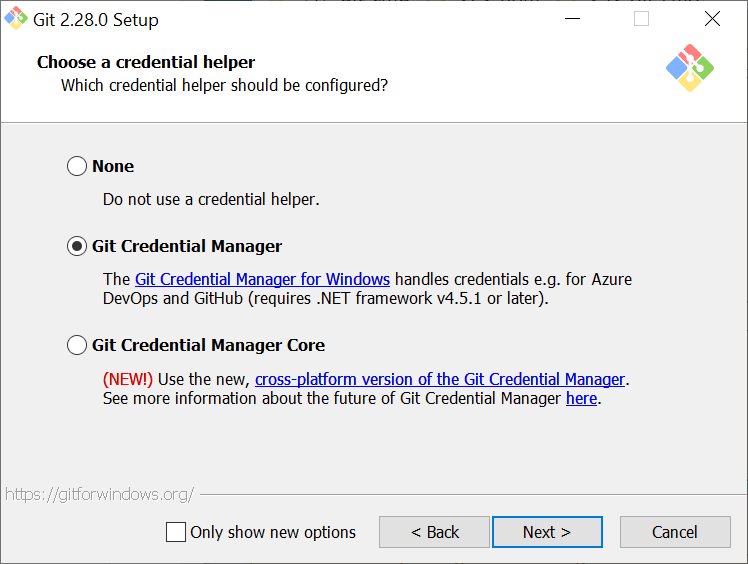 Git 2.28.0 Setup
Choose a credential helper
Which credential helper should be configured?
None
Do not use a credential helper.
Git Credential Manager
The Git Credential Manager for Windows handles credentials e.g. for Azure
DevOps and GitHub (requires .NET framework v4.5.1 or later).
Git Credential Manager Core
(NEW!) Use the new, cross-platform version of the Git Credential Manager.
See more information about the future of Git Credential Manager here.
https://gitforwindows.org/
Only show new options
< Back
Next >
Cancel